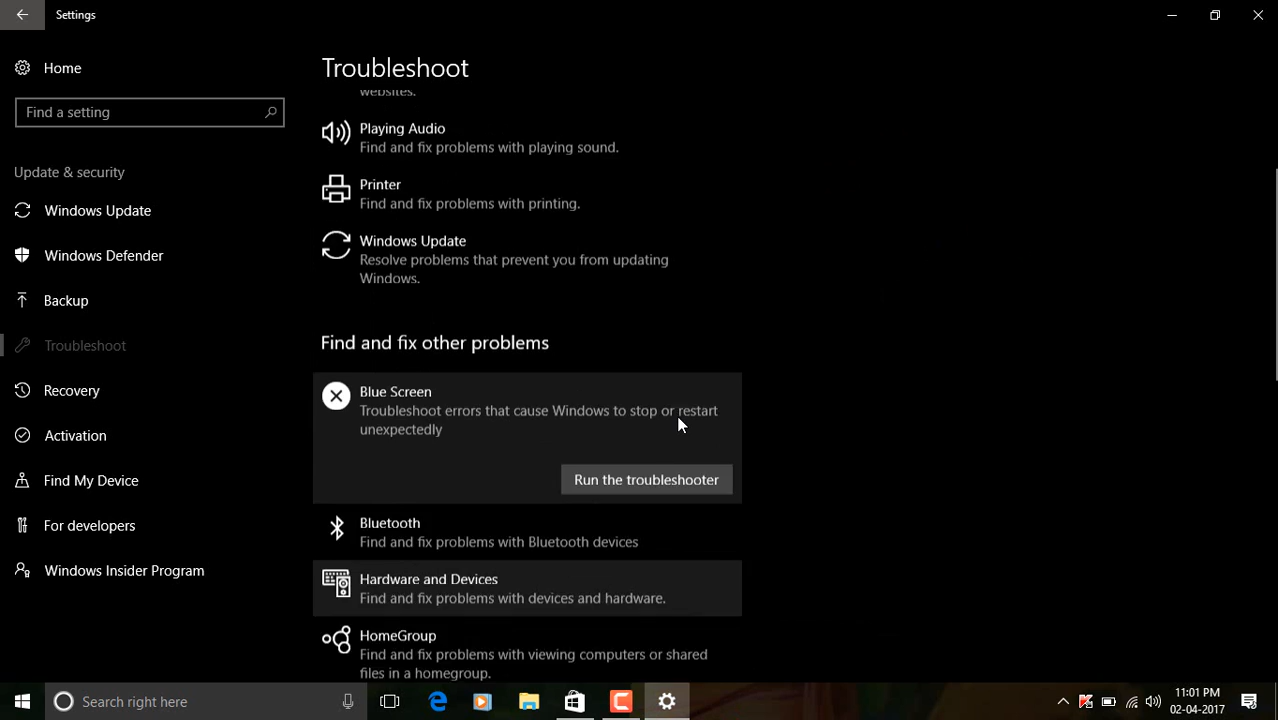 Settings
Home
Find a setting
Update & security
Windows Update
Windows Defender
Backup
Troubleshoot
Recovery
Activation
Find My Device
For developers
Windows Insider Program
Troubleshoot
websites.
Playing Audio
Find and fix problems with playing sound.
Printer
Find and fix problems with printing.
Windows Update
Resolve problems that prevent you from updating
Windows.
Find and fix other problems
Blue Screen
Troubleshoot errors that cause Windows to stop or restart
unexpectedly
Run the troubleshooter
Bluetooth
Find and fix problems with Bluetooth devices
Hardware and Devices
Find and fix problems with devices and hardware.
HomeGroup
Find and fix problems with viewing computers or shared
files in a homegroup.
Search right here
11:01 PM
02-04-2017